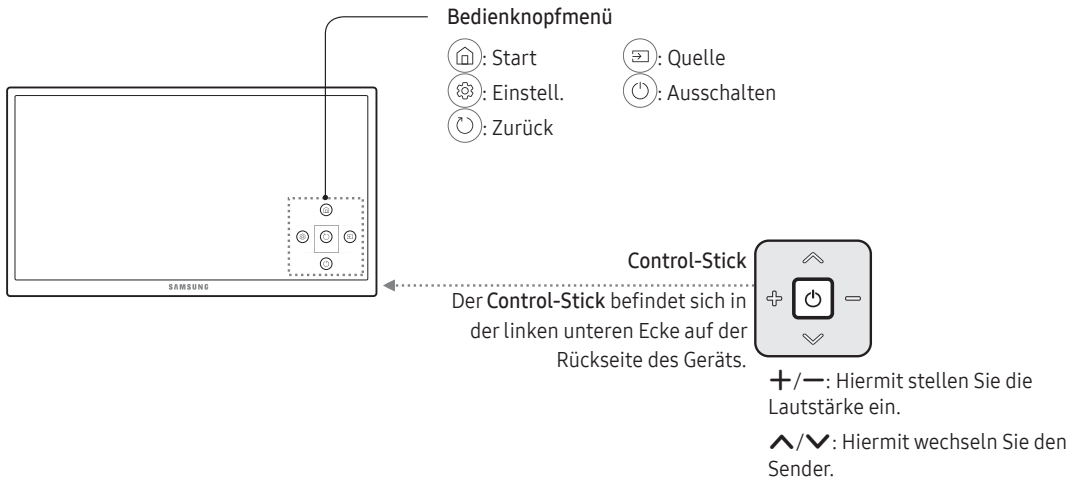 Bedienknopfmenü
: Start
: Quelle
: Einstell.
: Ausschalten
: Zurück
SAMSUNG
Control-Stick
Der Control-Stick befindet sich in
der linken unteren Ecke auf der
Rückseite des Geräts.
+/−: Hiermit stellen Sie die
Lautstärke ein.
∧/∨: Hiermit wechseln Sie den
Sender.